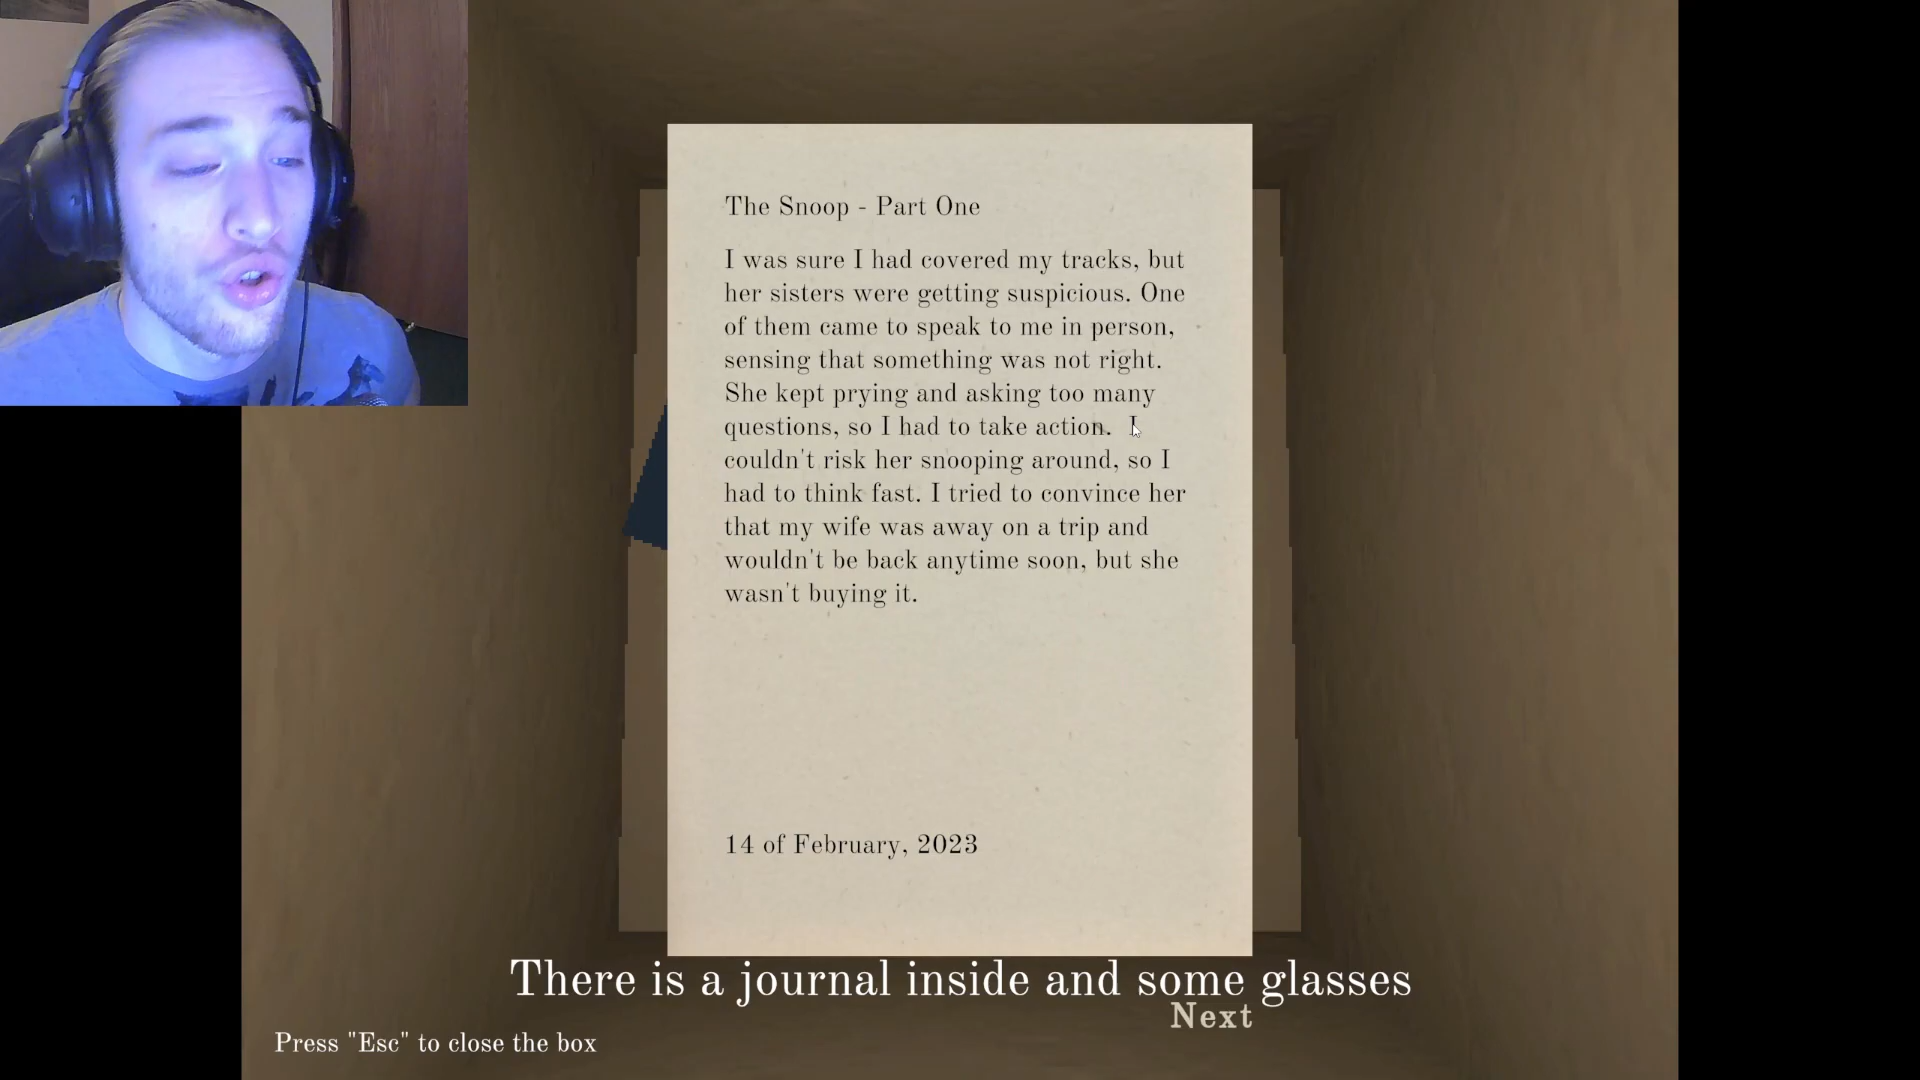 The Snoop - Part One
I was sure I had covered my tracks, but
her sisters were getting suspicious. One
of them came to speak to me in person,
sensing that something was not right.
She kept prying and asking too many
questions, so I had to take action. I
couldn't risk her snooping around, so I
had to think fast. I tried to convince her
that my wife was away on a trip and
wouldn't be back anytime soon, but she
wasn't buying it.
14 of February, 2023
There is a journal inside and some glasses
Next
Press "Esc" to close the box